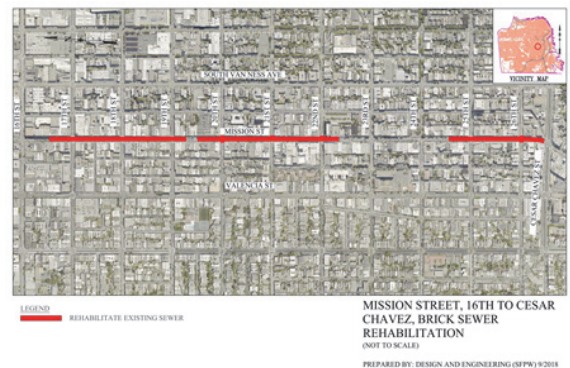 VICINITY MAP
SOUTH VAN NESS AVE
17TH ST
18TH ST
19TH ST
20TH ST
21ST ST
22ND ST
23RD ST
24TH ST
25TH ST
26TH ST
MISSION ST
VALENCIA ST
CESAR CHAVEZ ST
LEGEND
REHABILITATE EXISTING SEWER
MISSION STREET, 16TH TO CESAR
CHAVEZ, BRICK SEWER
REHABILITATION
(NOT TO SCALE)
PREPARED BY: DESIGN AND ENGINEERING (SFPW) 9/2018